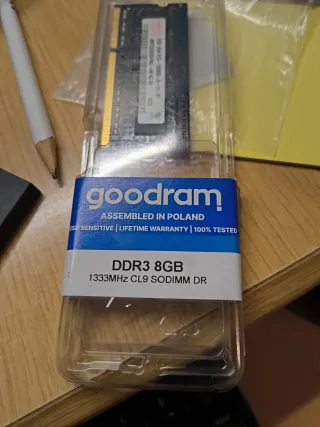 goodram
ASSEMBLED IN POLAND
SENSITIVE | LIFETIME WARRANTY | 100% TESTED
DDR3 8GB
1333MHz CL9 SODIMM DR